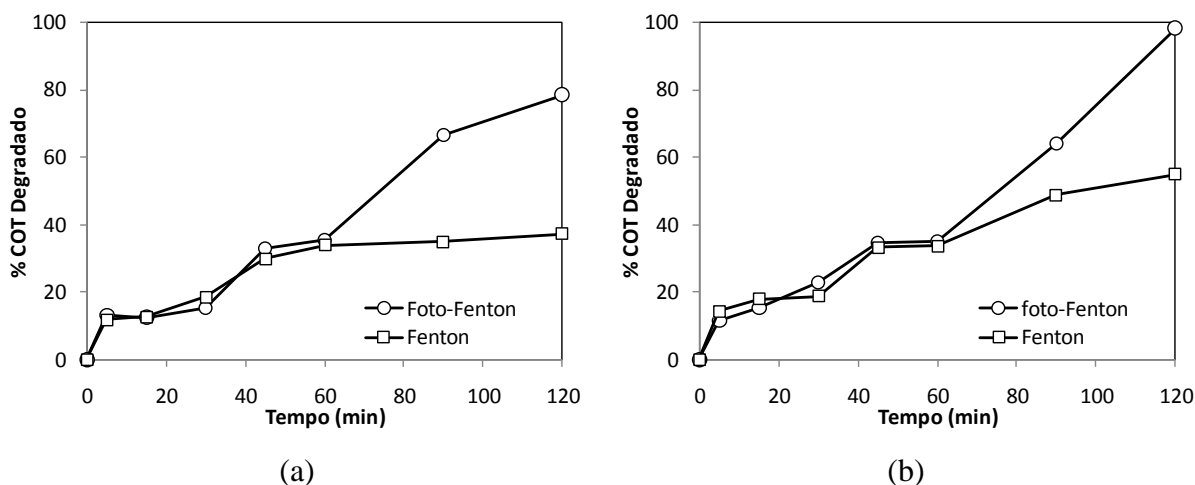 100
80
60
40
20
0
% COT Degradado
0 20 40 60 80 100 120
Tempo (min)
Foto-Fenton
Fenton
(a)
100
80
60
40
20
0
% COT Degradado
0 20 40 60 80 100 120
Tempo (min)
foto-Fenton
Fenton
(b)